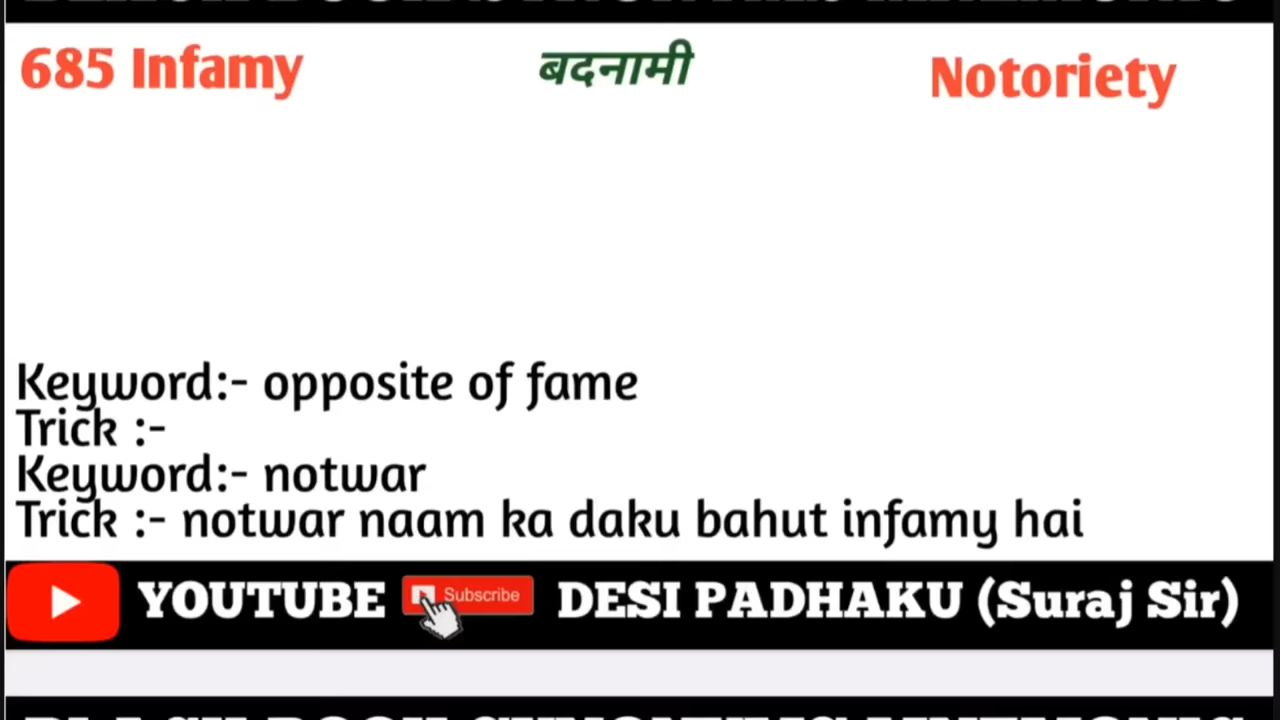 685 Infamy बदनामी Notoriety
Keyword:- opposite of fame
Trick :-
Keyword:- notwar
Trick :- notwar naam ka daku bahut infamy hai
YOUTUBE Subscribe DESI PADHAKU (Suraj Sir)